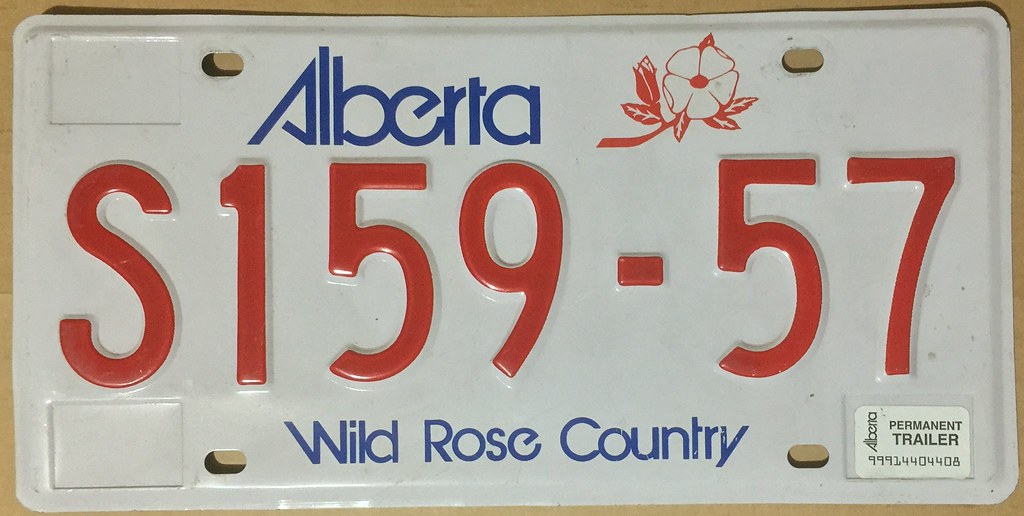 Alberta
S159-57
Wild Rose Country
Alberta
PERMANENT
TRAILER
99914404408